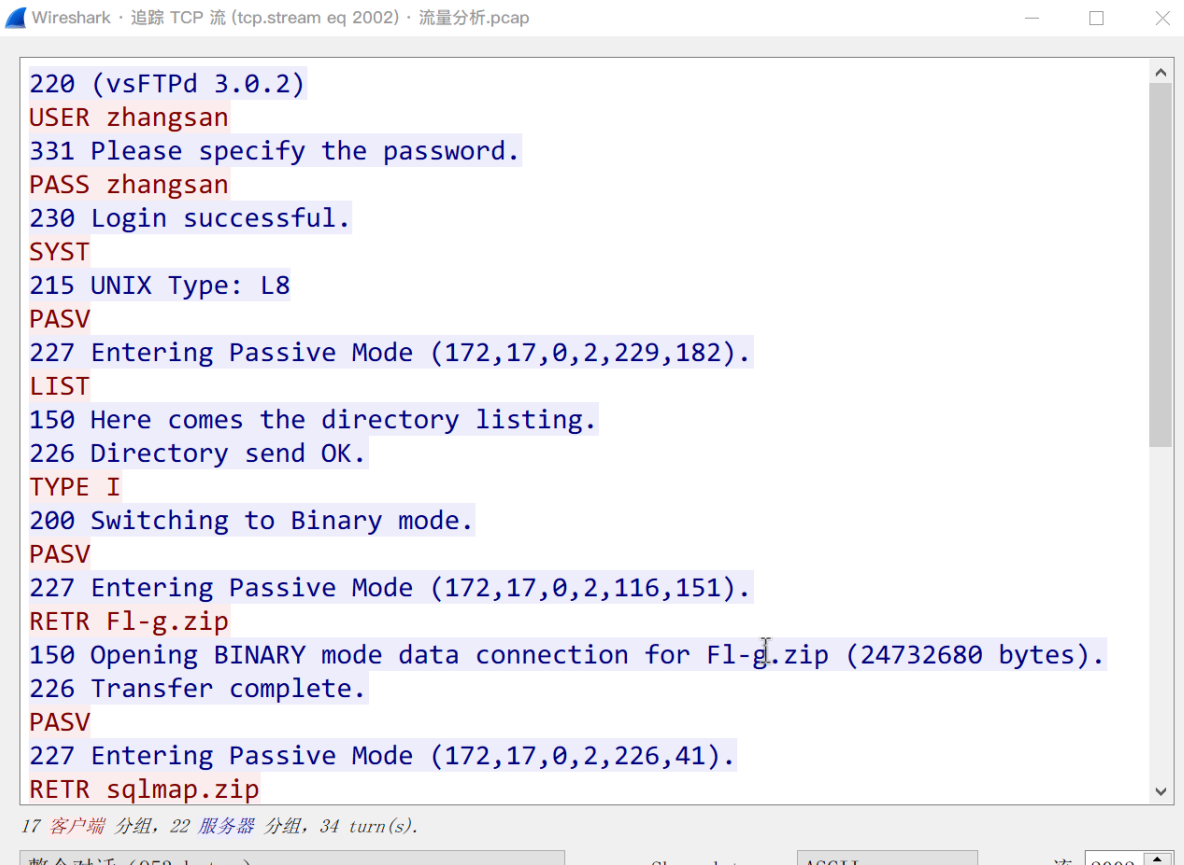 Wireshark · 追踪 TCP 流 (tcp.stream eq 2002) · 流量分析.pcap
220 (vsFTPd 3.0.2)
USER zhangsan
331 Please specify the password.
PASS zhangsan
230 Login successful.
SYST
215 UNIX Type: L8
PASV
227 Entering Passive Mode (172,17,0,2,229,182).
LIST
150 Here comes the directory listing.
226 Directory send OK.
TYPE I
200 Switching to Binary mode.
PASV
227 Entering Passive Mode (172,17,0,2,116,151).
RETR Fl-g.zip
150 Opening BINARY mode data connection for Fl-g.zip (24732680 bytes).
226 Transfer complete.
PASV
227 Entering Passive Mode (172,17,0,2,226,41).
RETR sqlmap.zip
17 客户端 分组, 22 服务器 分组, 34 turn(s).